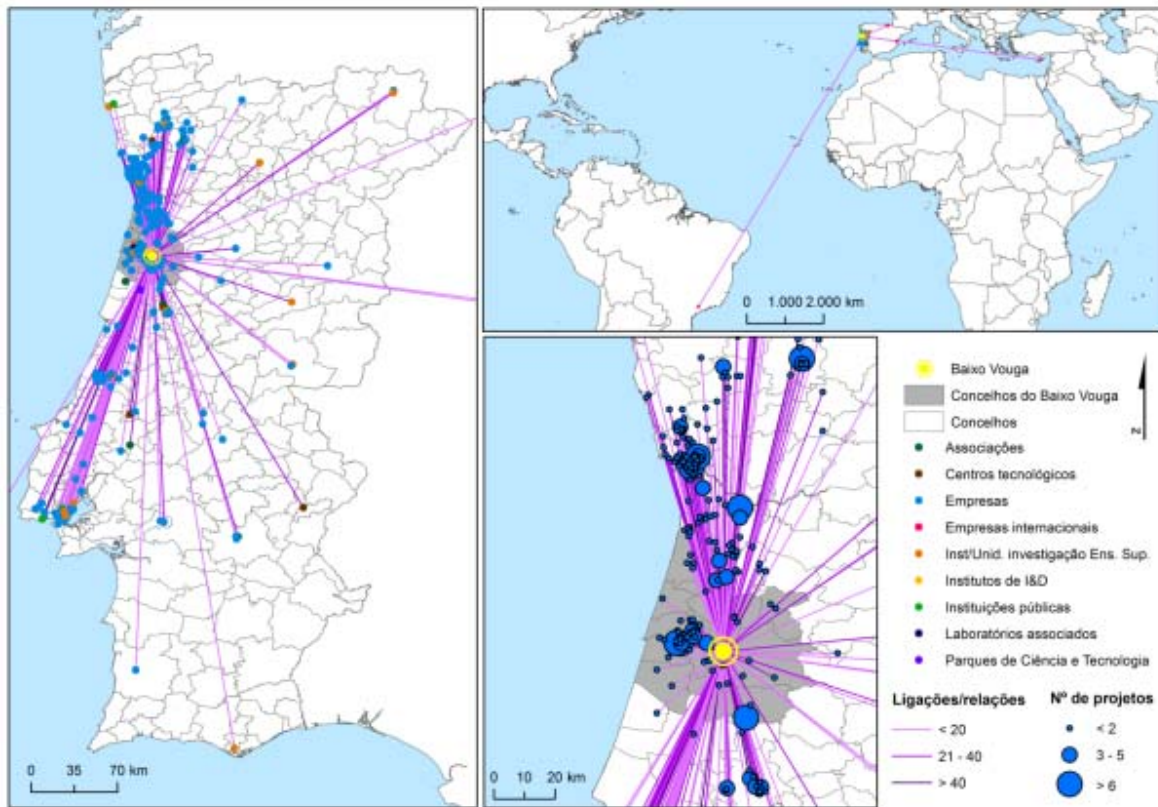 0 35 70 km
0 1.000 2.000 km
0 10 20 km
Baixo Vouga
Concelhos do Baixo Vouga
Concelhos
Associações
Centros tecnológicos
Empresas
Empresas internacionais
Inst/Unid. investigação Ens. Sup.
Institutos de I&D
Instituições públicas
Laboratórios associados
Parques de Ciência e Tecnologia
N
Ligações/relações
< 20
21 - 40
> 40
Nº de projetos
< 2
3 - 5
> 6